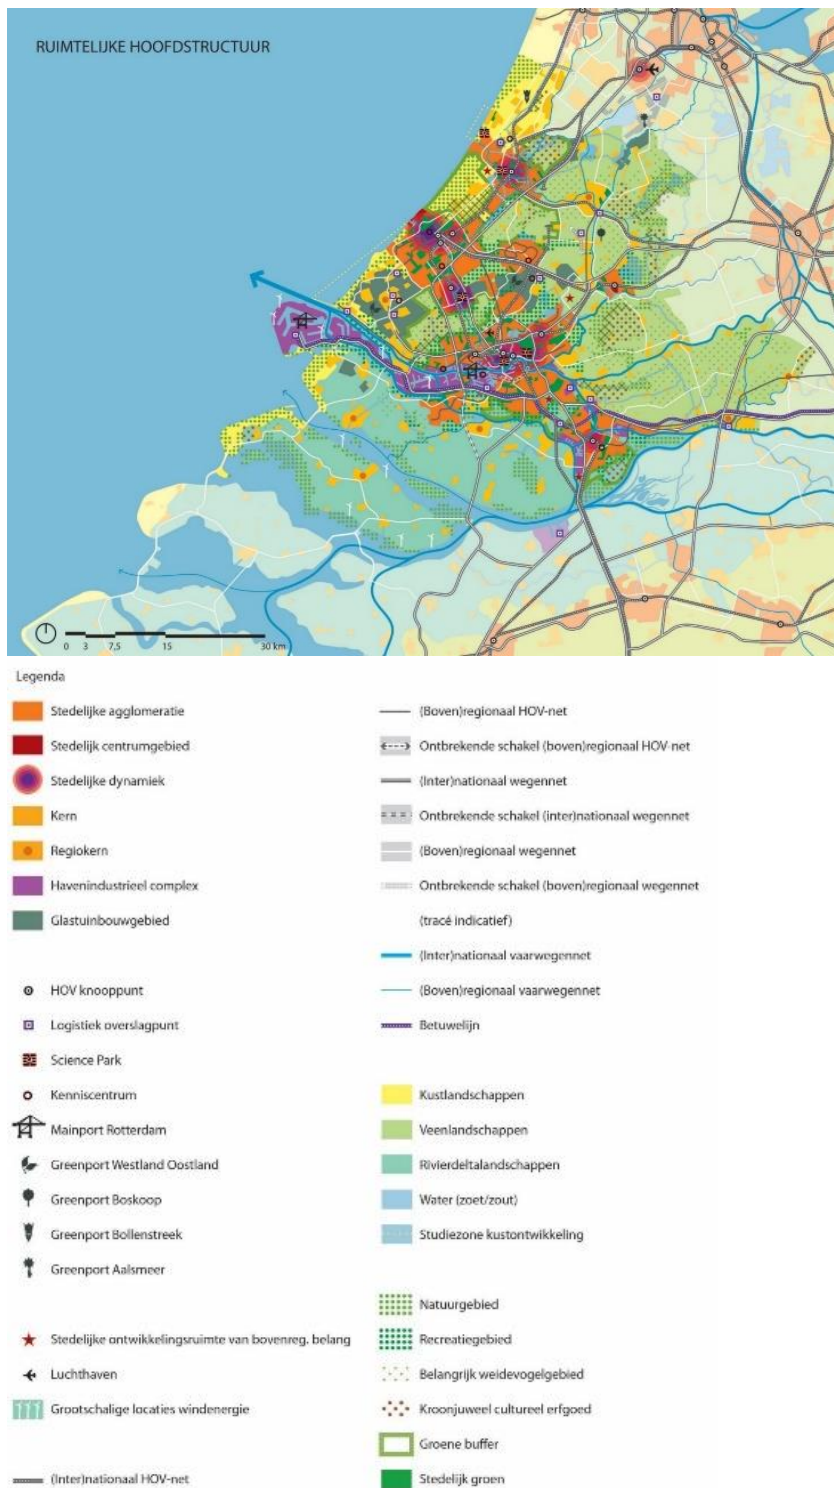 RUIMTELIJKE HOOFDSTRUCTUUR
0 3 7,5 15 30 km
Legenda
Stedelijke agglomeratie
Stedelijk centrumgebied
Stedelijke dynamiek
Kern
Regiokern
Havenindustrieel complex
Glastuinbouwgebied
HOV knooppunt
Logistiek overslagpunt
Science Park
Kenniscentrum
Mainport Rotterdam
Greenport Westland Oostland
Greenport Boskoop
Greenport Bollenstreek
Greenport Aalsmeer
Stedelijke ontwikkelingsruimte van bovenreg. belang
Luchthaven
Grootschalige locaties windenergie
(Inter)nationaal HOV-net
(Boven)regionaal HOV-net
Ontbrekende schakel (boven)regionaal HOV-net
(Inter)nationaal wegennet
Ontbrekende schakel (inter)nationaal wegennet
(Boven)regionaal wegennet
Ontbrekende schakel (boven)regionaal wegennet
(tracé indicatief)
(Inter)nationaal vaarwegennet
(Boven)regionaal vaarwegennet
Betuwelijn
Kustlandschappen
Veenlandschappen
Rivierdeltalandschappen
Water (zoet/zout)
Studiezone kustontwikkeling
Natuurgebied
Recreatiegebied
Belangrijk weidevogelgebied
Kroonjuweel cultureel erfgoed
Groene buffer
Stedelijk groen